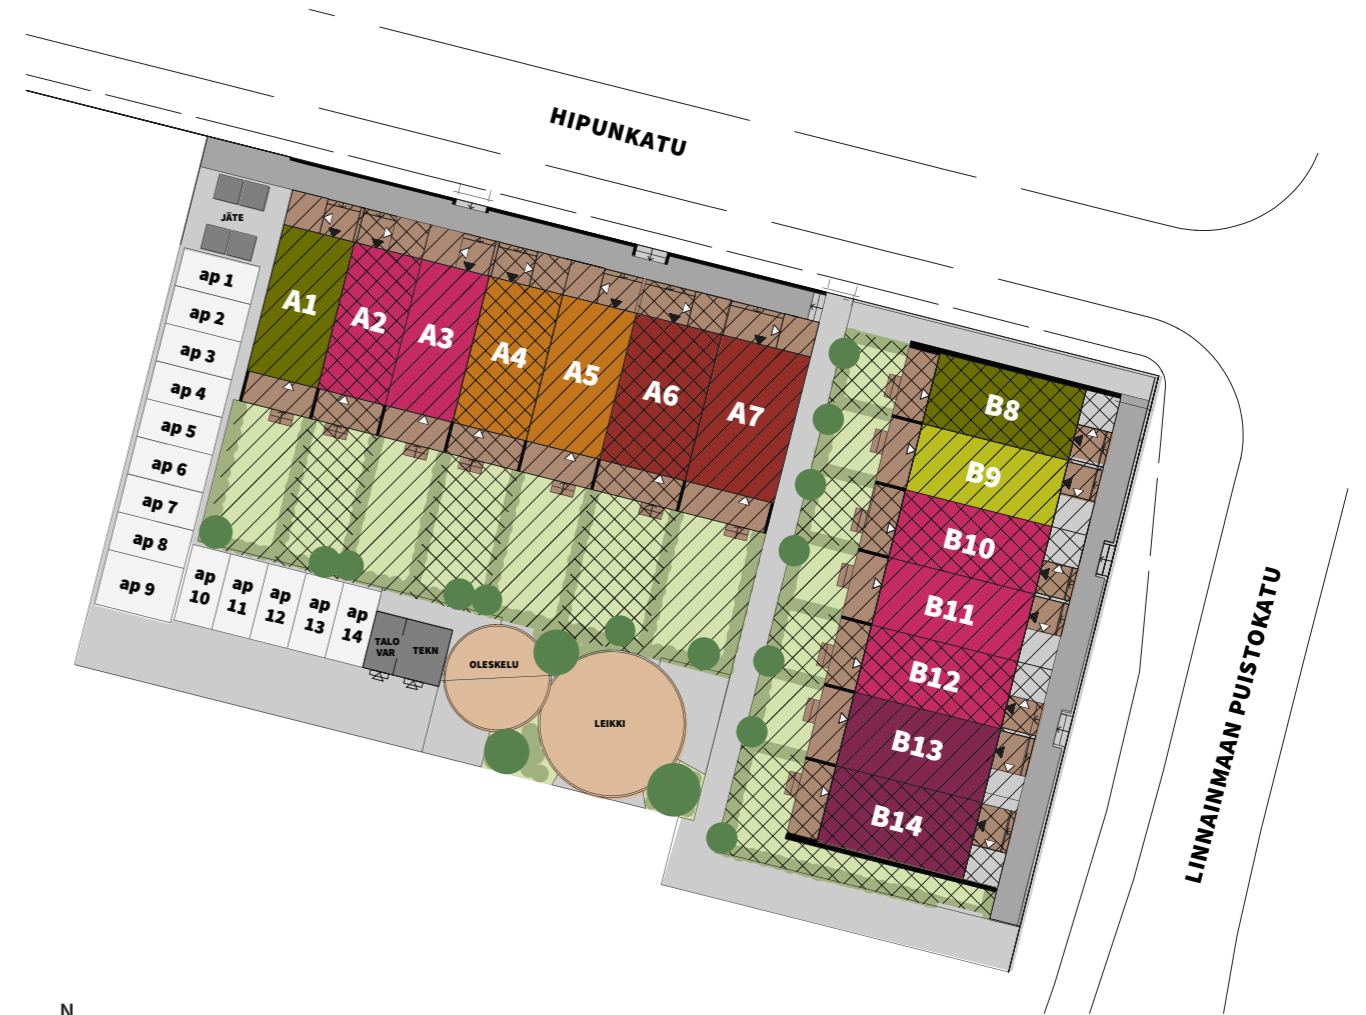 HIPUNKATU
JÄTE
ap 1
ap 2
ap 3
ap 4
ap 5
ap 6
ap 7
ap 8
ap 9
ap
10
ap
11
ap
12
ap
13
ap
14
A1
A2
A3
A4
A5
A6
A7
TALO
VAR
TEKN
OLESKELU
LEIKKI
B8
B9
B10
B11
B12
B13
B14
LINNAINMAAN PUISTOKATU
N